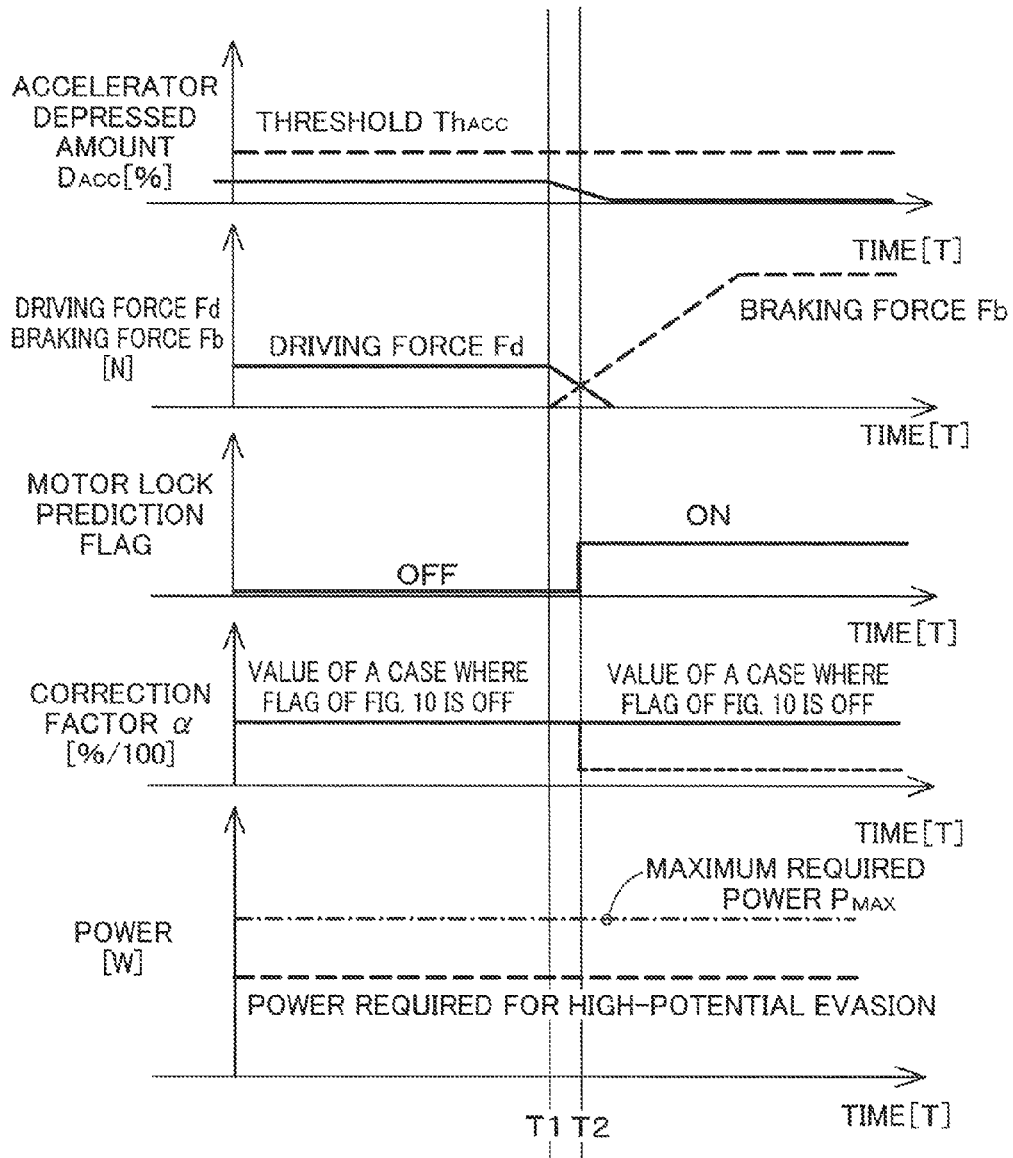 ACCELERATOR
DEPRESSED
AMOUNT
DACC[%]
THRESHOLD ThACC
TIME[T]
DRIVING FORCE Fd
BRAKING FORCE Fb
[N]
DRIVING FORCE Fd
BRAKING FORCE Fb
TIME[T]
MOTOR LOCK
PREDICTION
FLAG
OFF
ON
TIME[T]
CORRECTION
FACTOR α
[%/100]
VALUE OF A CASE WHERE
FLAG OF FIG. 10 IS OFF
VALUE OF A CASE WHERE
FLAG OF FIG. 10 IS OFF
TIME[T]
POWER
[W]
MAXIMUM REQUIRED
POWER PMAX
POWER REQUIRED FOR HIGH-POTENTIAL EVASION
T1 T2
TIME[T]